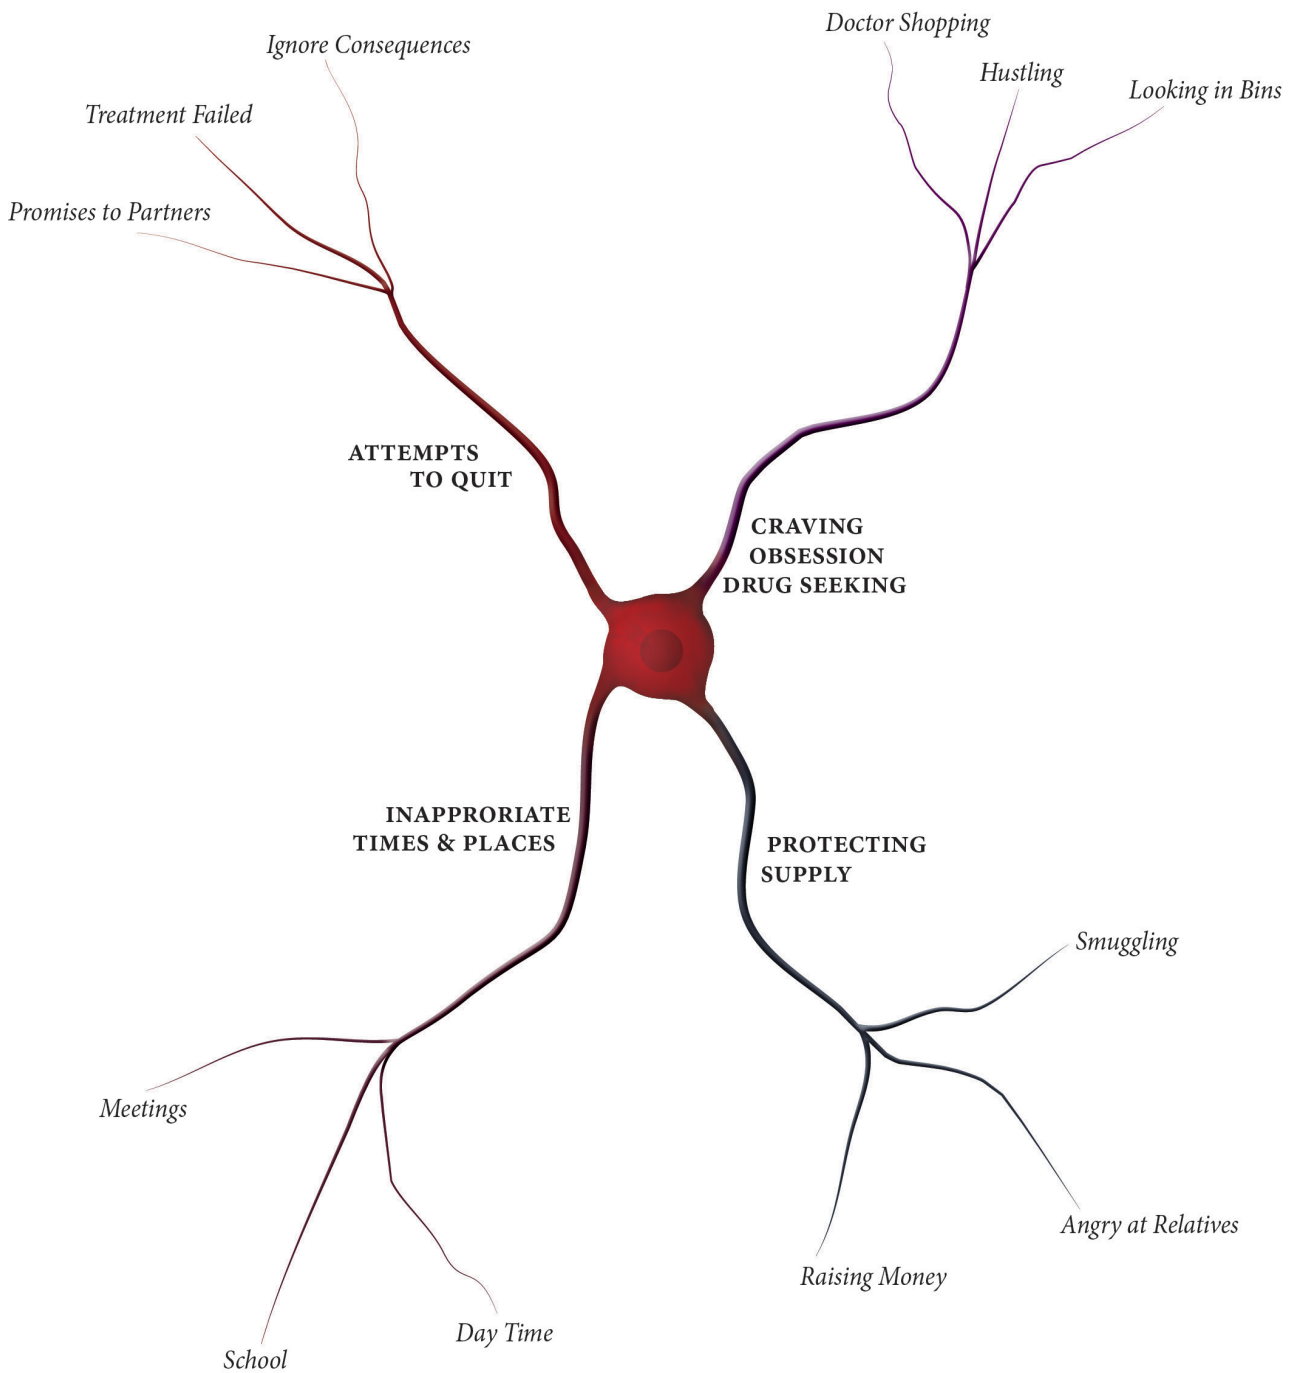 Doctor Shopping
Ignore Consequences
Hustling
Looking in Bins
Treatment Failed
Promises to Partners
ATTEMPTS
TO QUIT
CRAVING
OBSESSION
DRUG SEEKING
INAPPRORIATE
TIMES & PLACES
PROTECTING
SUPPLY
Smuggling
Meetings
Angry at Relatives
Raising Money
Day Time
School